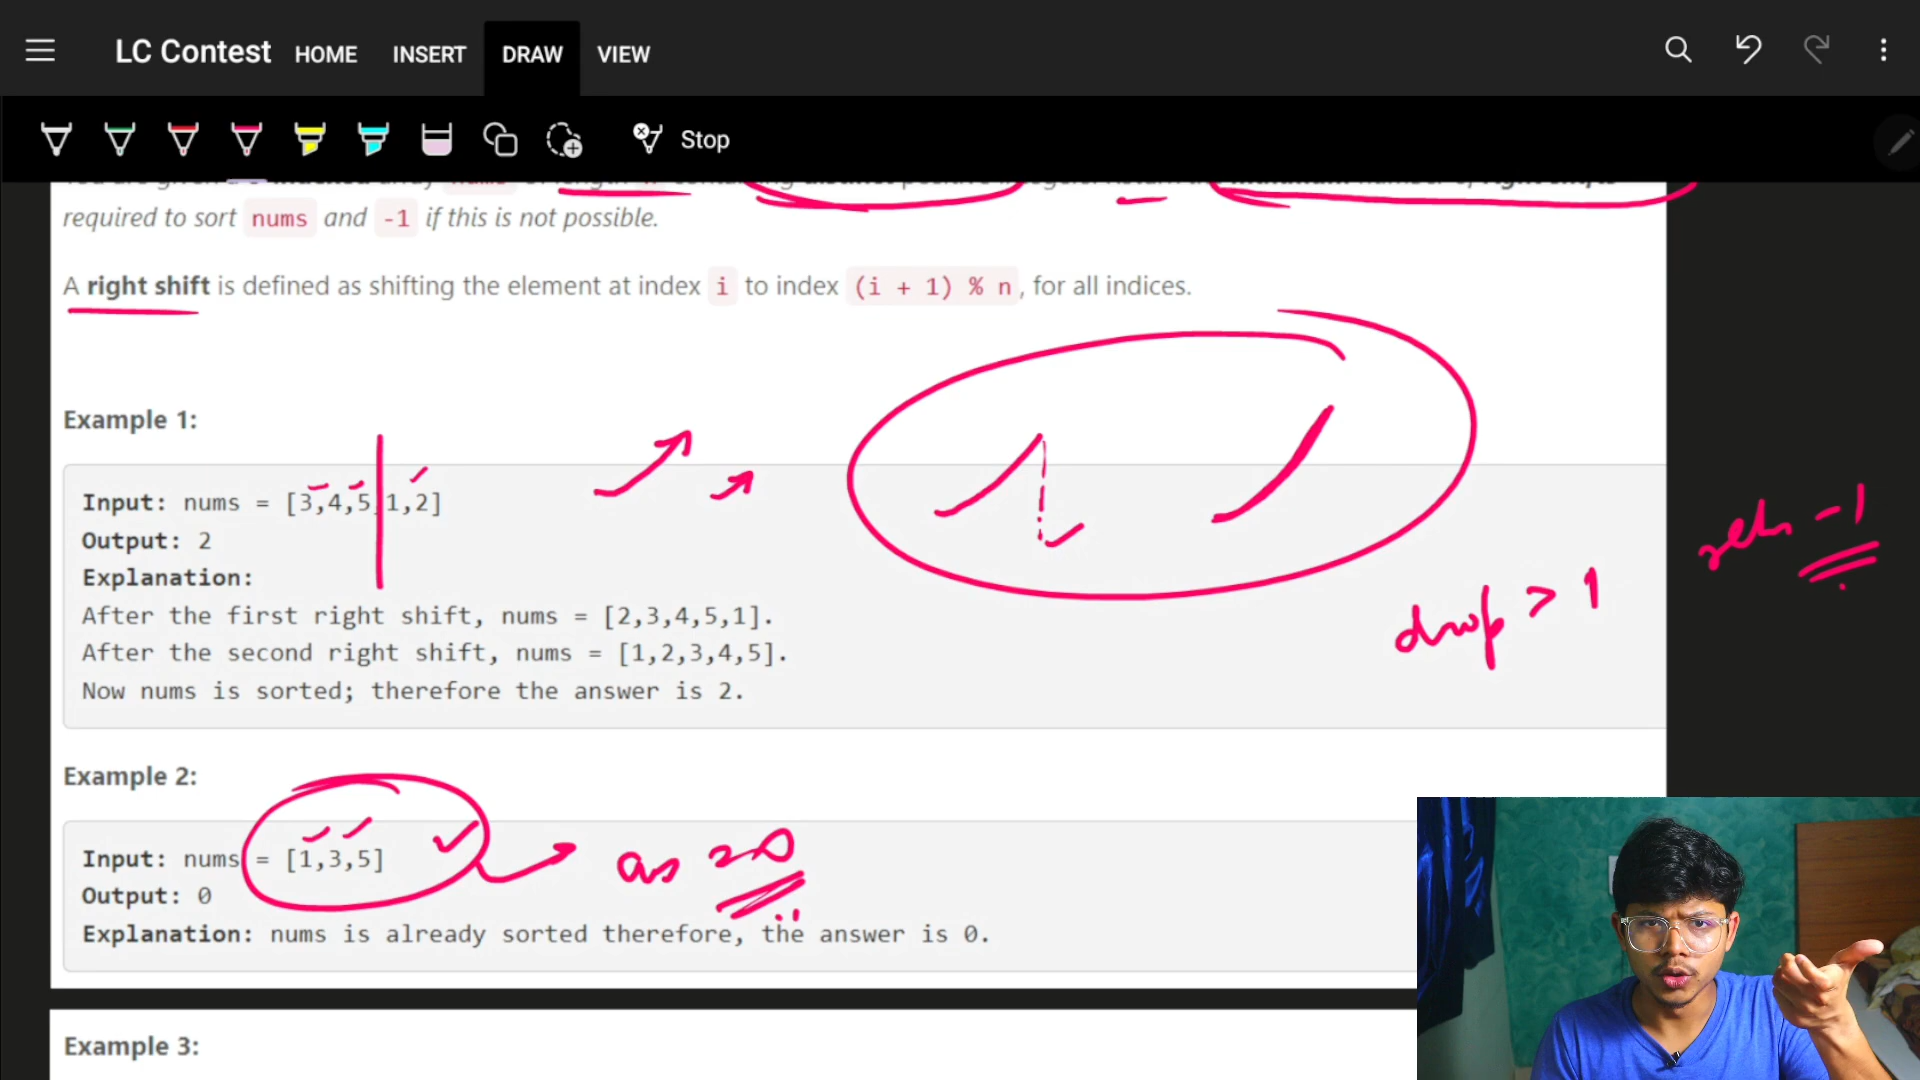 LC Contest HOME INSERT DRAW VIEW
Stop
required to sort nums and -1 if this is not possible.
A right shift is defined as shifting the element at index i to index (i + 1) % n, for all indices.
Example 1:
Input: nums = [3,4,5,1,2]
Output: 2
Explanation:
After the first right shift, nums = [2,3,4,5,1].
After the second right shift, nums = [1,2,3,4,5].
Now nums is sorted; therefore the answer is 2.
-1
drop > 1
Example 2:
Input: nums = [1,3,5]
Output: 0
Explanation: nums is already sorted therefore, the answer is 0.
Example 3: